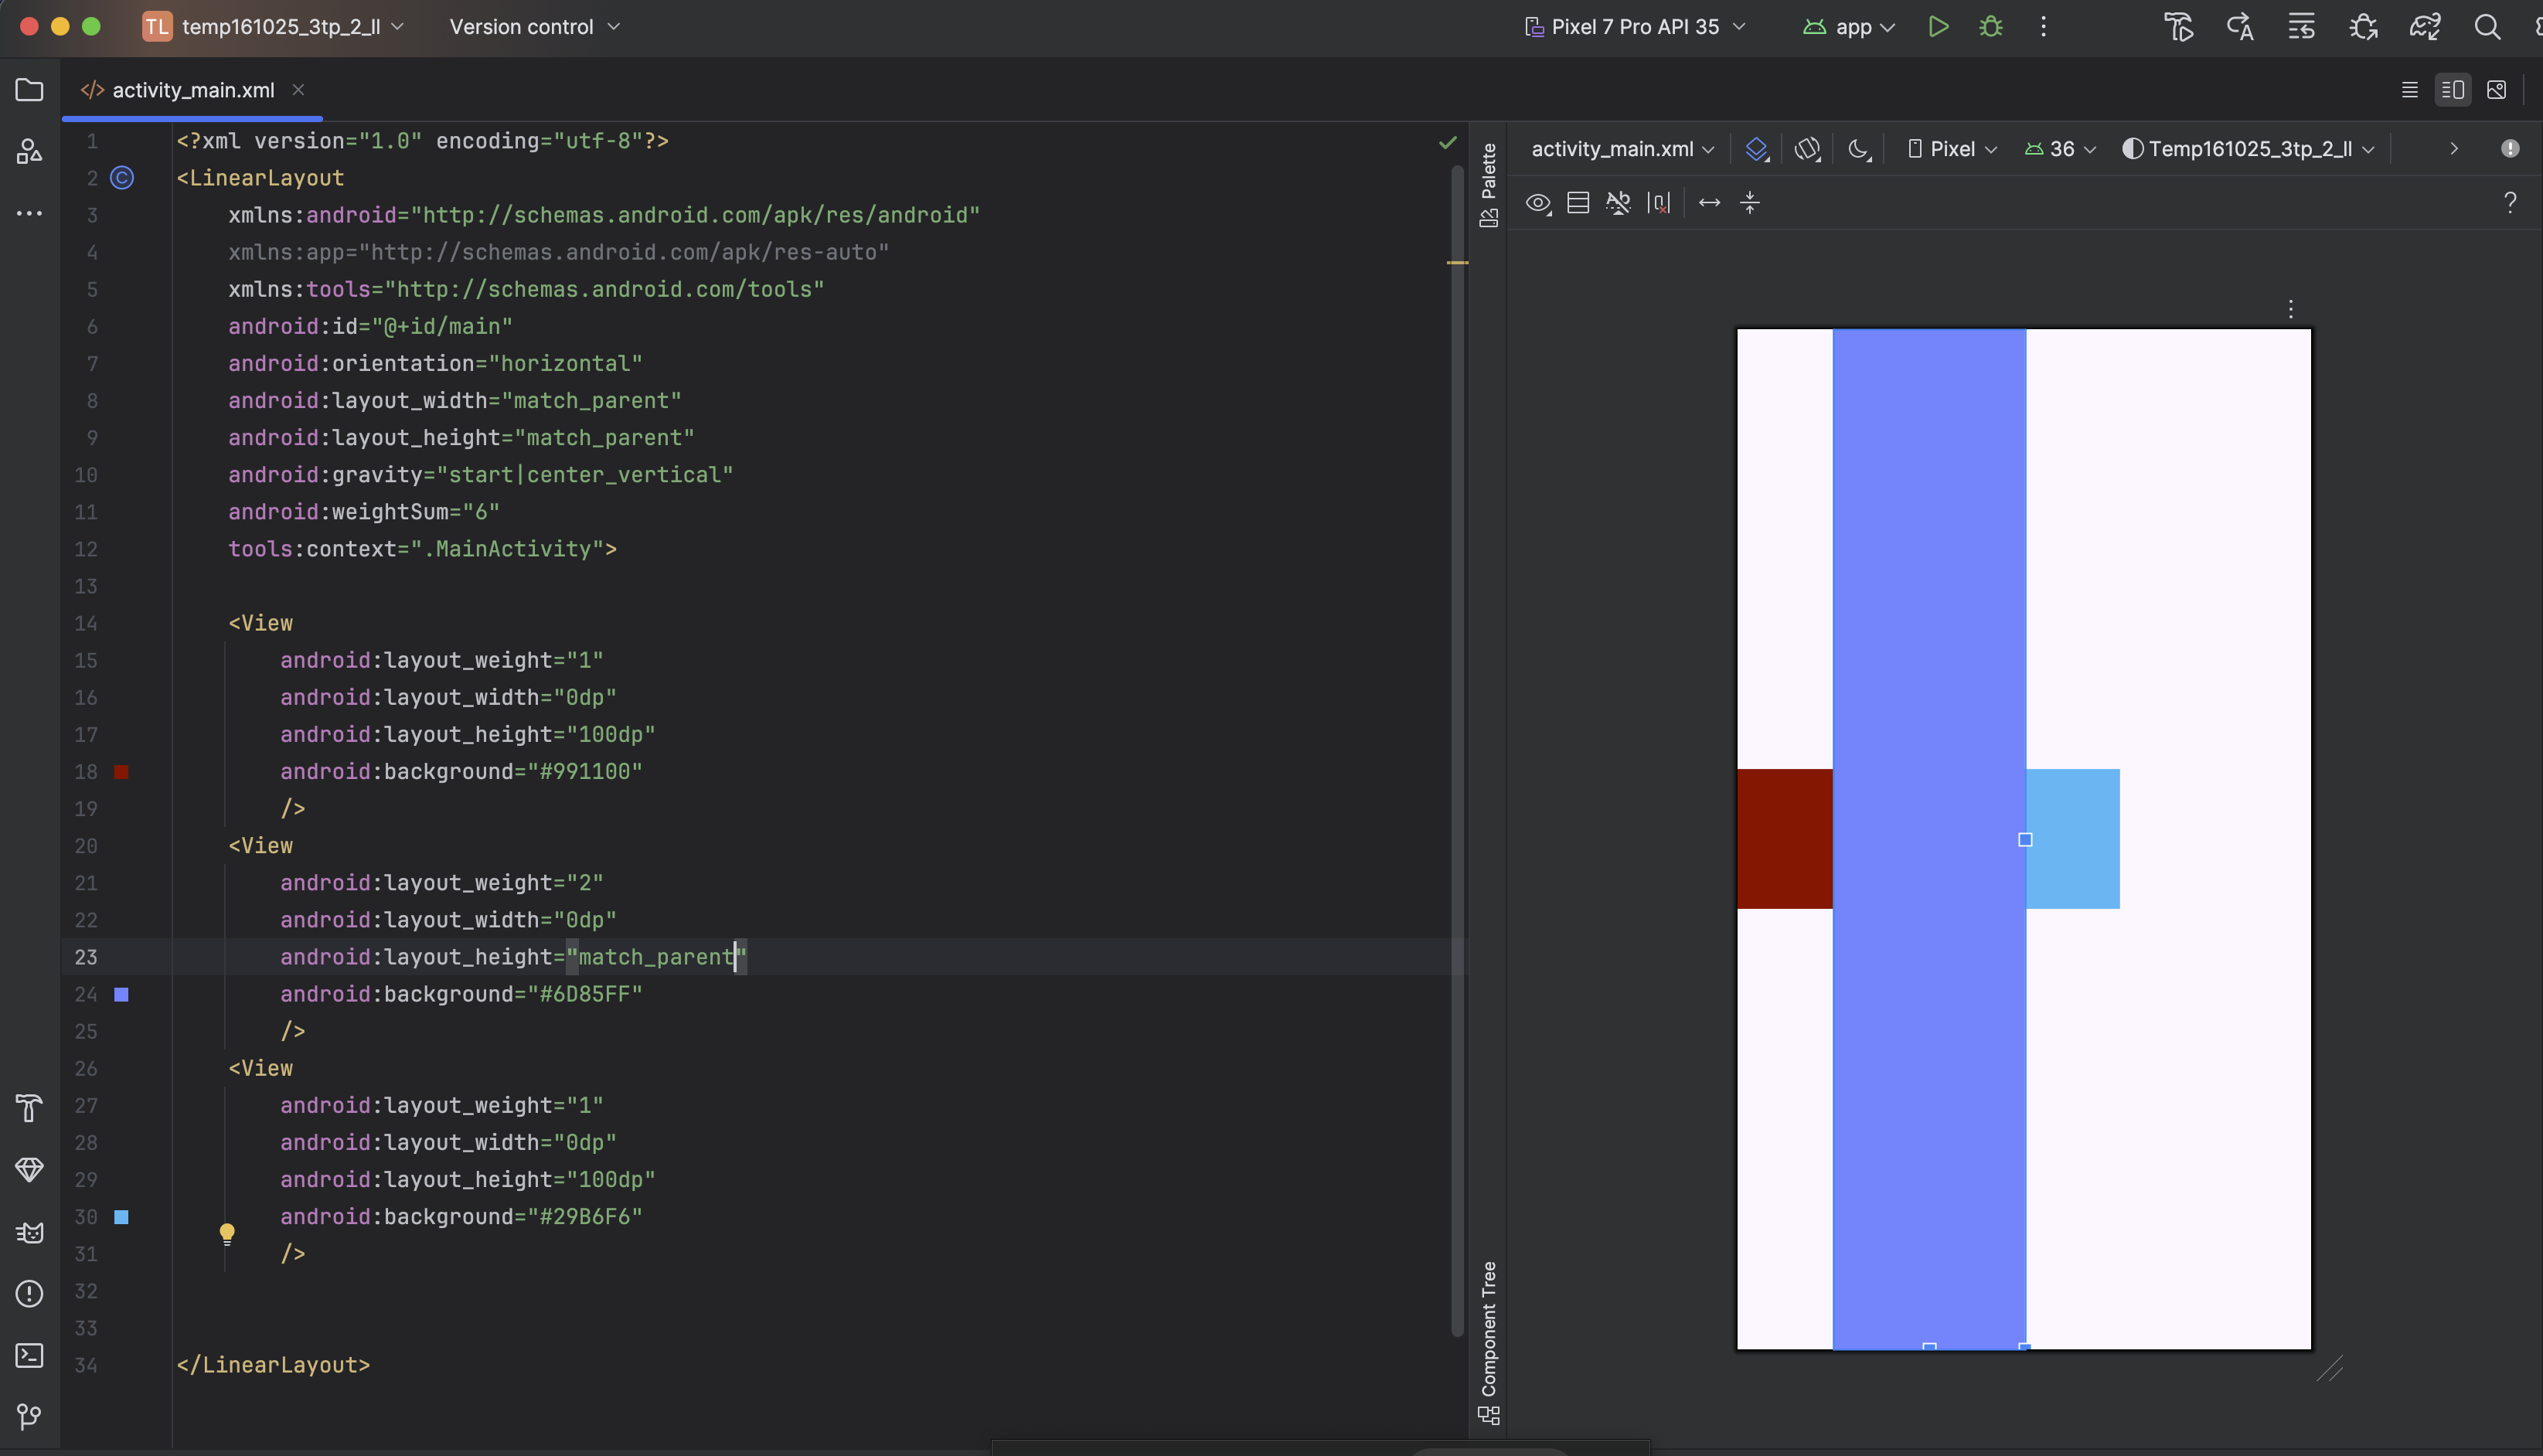 TL temp161025_3tp_2_ll Version control Pixel 7 Pro API 35 app
activity_main.xml
1 <?xml version="1.0" encoding="utf-8"?>
2 <LinearLayout
3 xmlns:android="http://schemas.android.com/apk/res/android"
4 xmlns:app="http://schemas.android.com/apk/res-auto"
5 xmlns:tools="http://schemas.android.com/tools"
6 android:id="@+id/main"
7 android:orientation="horizontal"
8 android:layout_width="match_parent"
9 android:layout_height="match_parent"
10 android:gravity="start|center_vertical"
11 android:weightSum="6"
12 tools:context=".MainActivity">
13
14 <View
15 android:layout_weight="1"
16 android:layout_width="0dp"
17 android:layout_height="100dp"
18 android:background="#991100"
19 />
20 <View
21 android:layout_weight="2"
22 android:layout_width="0dp"
23 android:layout_height="match_parent"
24 android:background="#6D85FF"
25 />
26 <View
27 android:layout_weight="1"
28 android:layout_width="0dp"
29 android:layout_height="100dp"
30 android:background="#29B6F6"
31 />
32
33
34 </LinearLayout>
Palette
Component Tree
activity_main.xml Pixel 36 Temp161025_3tp_2_ll
?